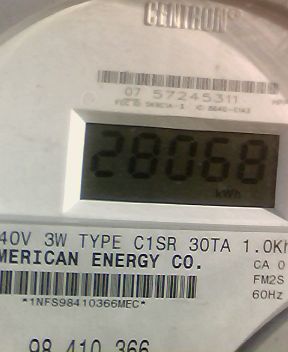 CENTRON
07 57245311
28068
kWh
40V 3W TYPE C1SR 30TA 1.0Kh
MERICAN ENERGY CO.
CA 0
FM2S
60Hz
*1NFS98410366MEC*
98 410 366